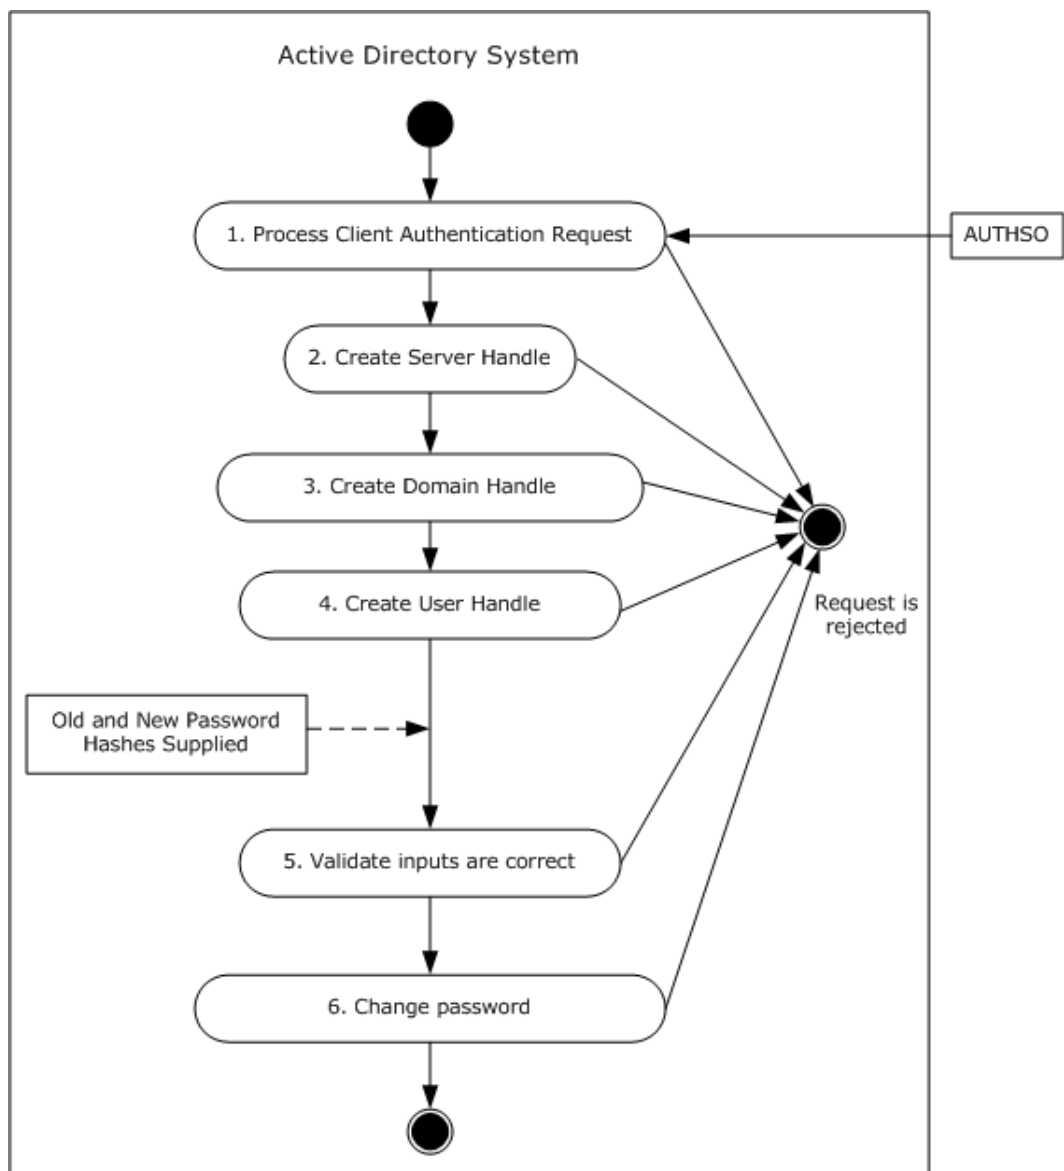 Active Directory System
1. Process Client Authentication Request
AUTHSO
2. Create Server Handle
3. Create Domain Handle
4. Create User Handle
Request is
rejected
Old and New Password
Hashes Supplied
5. Validate inputs are correct
6. Change password